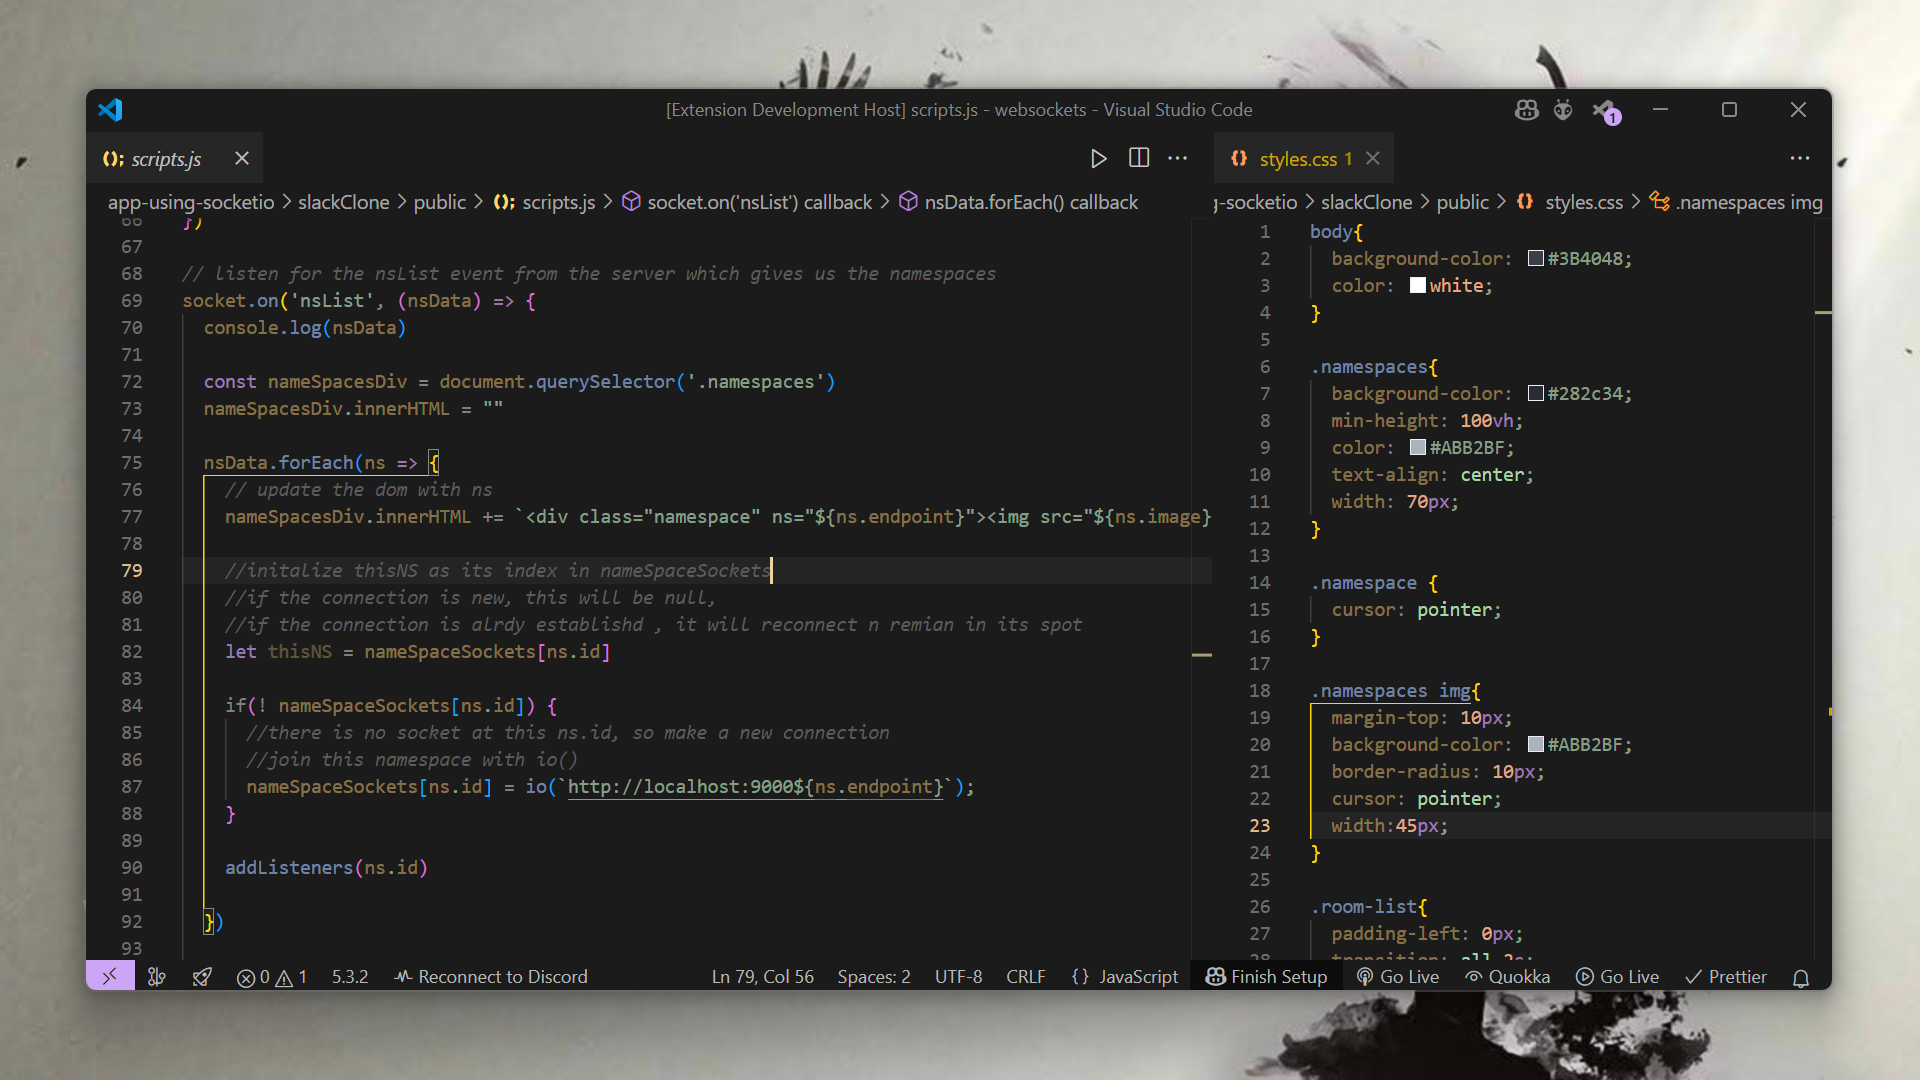 [Extension Development Host] scripts.js - websockets - Visual Studio Code
1
scripts.js
app-using-socketio > slackClone > public > scripts.js > socket.on('nsList') callback > nsData.forEach() callback
66 })
67
68 // listen for the nsList event from the server which gives us the namespaces
69 socket.on('nsList', (nsData) => {
70 console.log(nsData)
71
72 const nameSpacesDiv = document.querySelector('.namespaces')
73 nameSpacesDiv.innerHTML = ""
74
75 nsData.forEach(ns => {
76 // update the dom with ns
77 nameSpacesDiv.innerHTML += `<div class="namespace" ns="${ns.endpoint}"><img src="${ns.image}
78
79 //initalize thisNS as its index in nameSpaceSockets
80 //if the connection is new, this will be null,
81 //if the connection is alrdy establishd , it will reconnect n remian in its spot
82 let thisNS = nameSpaceSockets[ns.id]
83
84 if(! nameSpaceSockets[ns.id]) {
85 //there is no socket at this ns.id, so make a new connection
86 //join this namespace with io()
87 nameSpaceSockets[ns.id] = io(`http://localhost:9000${ns.endpoint}`);
88 }
89
90 addListeners(ns.id)
91
92 })
93
styles.css 1
-socketio > slackClone > public > styles.css > .namespaces img
1 body{
2 background-color: #3B4048;
3 color: white;
4 }
5
6 .namespaces{
7 background-color: #282c34;
8 min-height: 100vh;
9 color: #ABB2BF;
10 text-align: center;
11 width: 70px;
12 }
13
14 .namespace {
15 cursor: pointer;
16 }
17
18 .namespaces img{
19 margin-top: 10px;
20 background-color: #ABB2BF;
21 border-radius: 10px;
22 cursor: pointer;
23 width:45px;
24 }
25
26 .room-list{
27 padding-left: 0px;
0 1 5.3.2 Reconnect to Discord Ln 79, Col 56 Spaces: 2 UTF-8 CRLF {} JavaScript Finish Setup Go Live Quokka Go Live Prettier